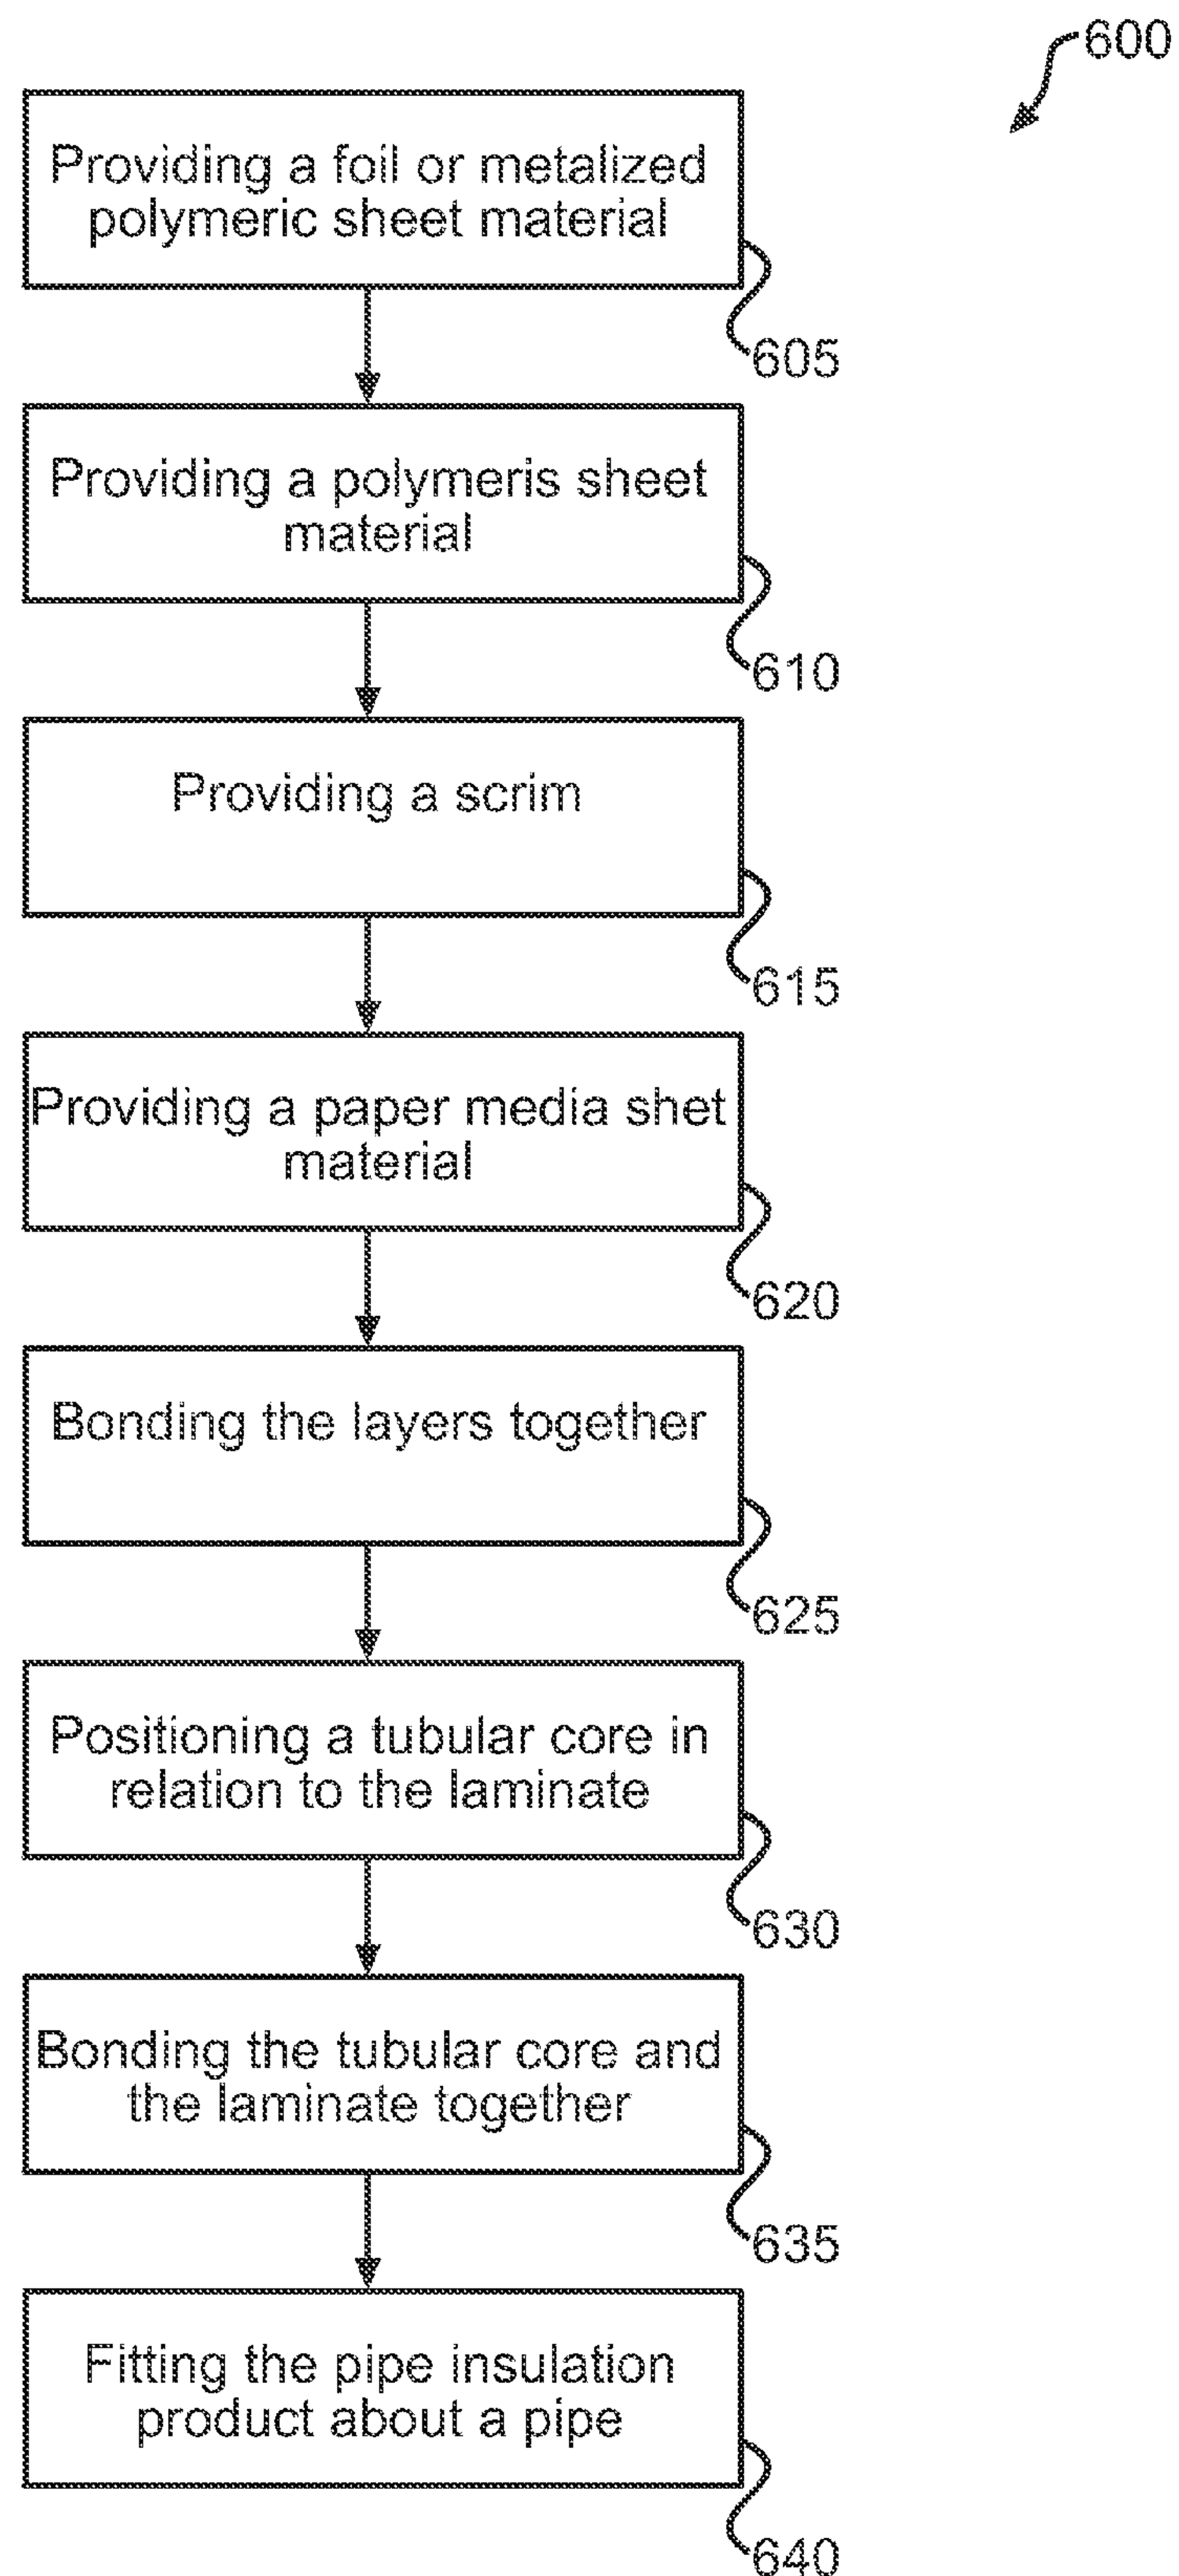 600
Providing a foil or metalized
polymeric sheet material
605
Providing a polymeris sheet
material
610
Providing a scrim
615
Providing a paper media shet
material
620
Bonding the layers together
625
Positioning a tubular core in
relation to the laminate
630
Bonding the tubular core and
the laminate together
635
Fitting the pipe insulation
product about a pipe
640